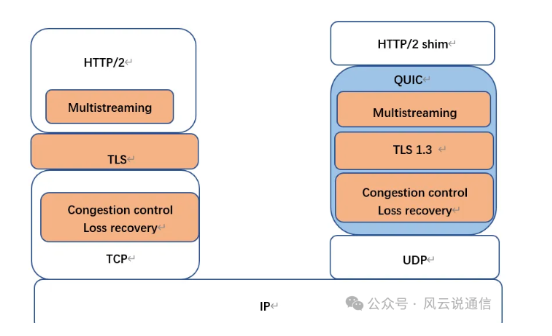 HTTP/2
Multistreaming
TLS
Congestion control
Loss recovery
TCP
HTTP/2 shim
QUIC
Multistreaming
TLS 1.3
Congestion control
Loss recovery
UDP
IP
公众号 · 风云说通信